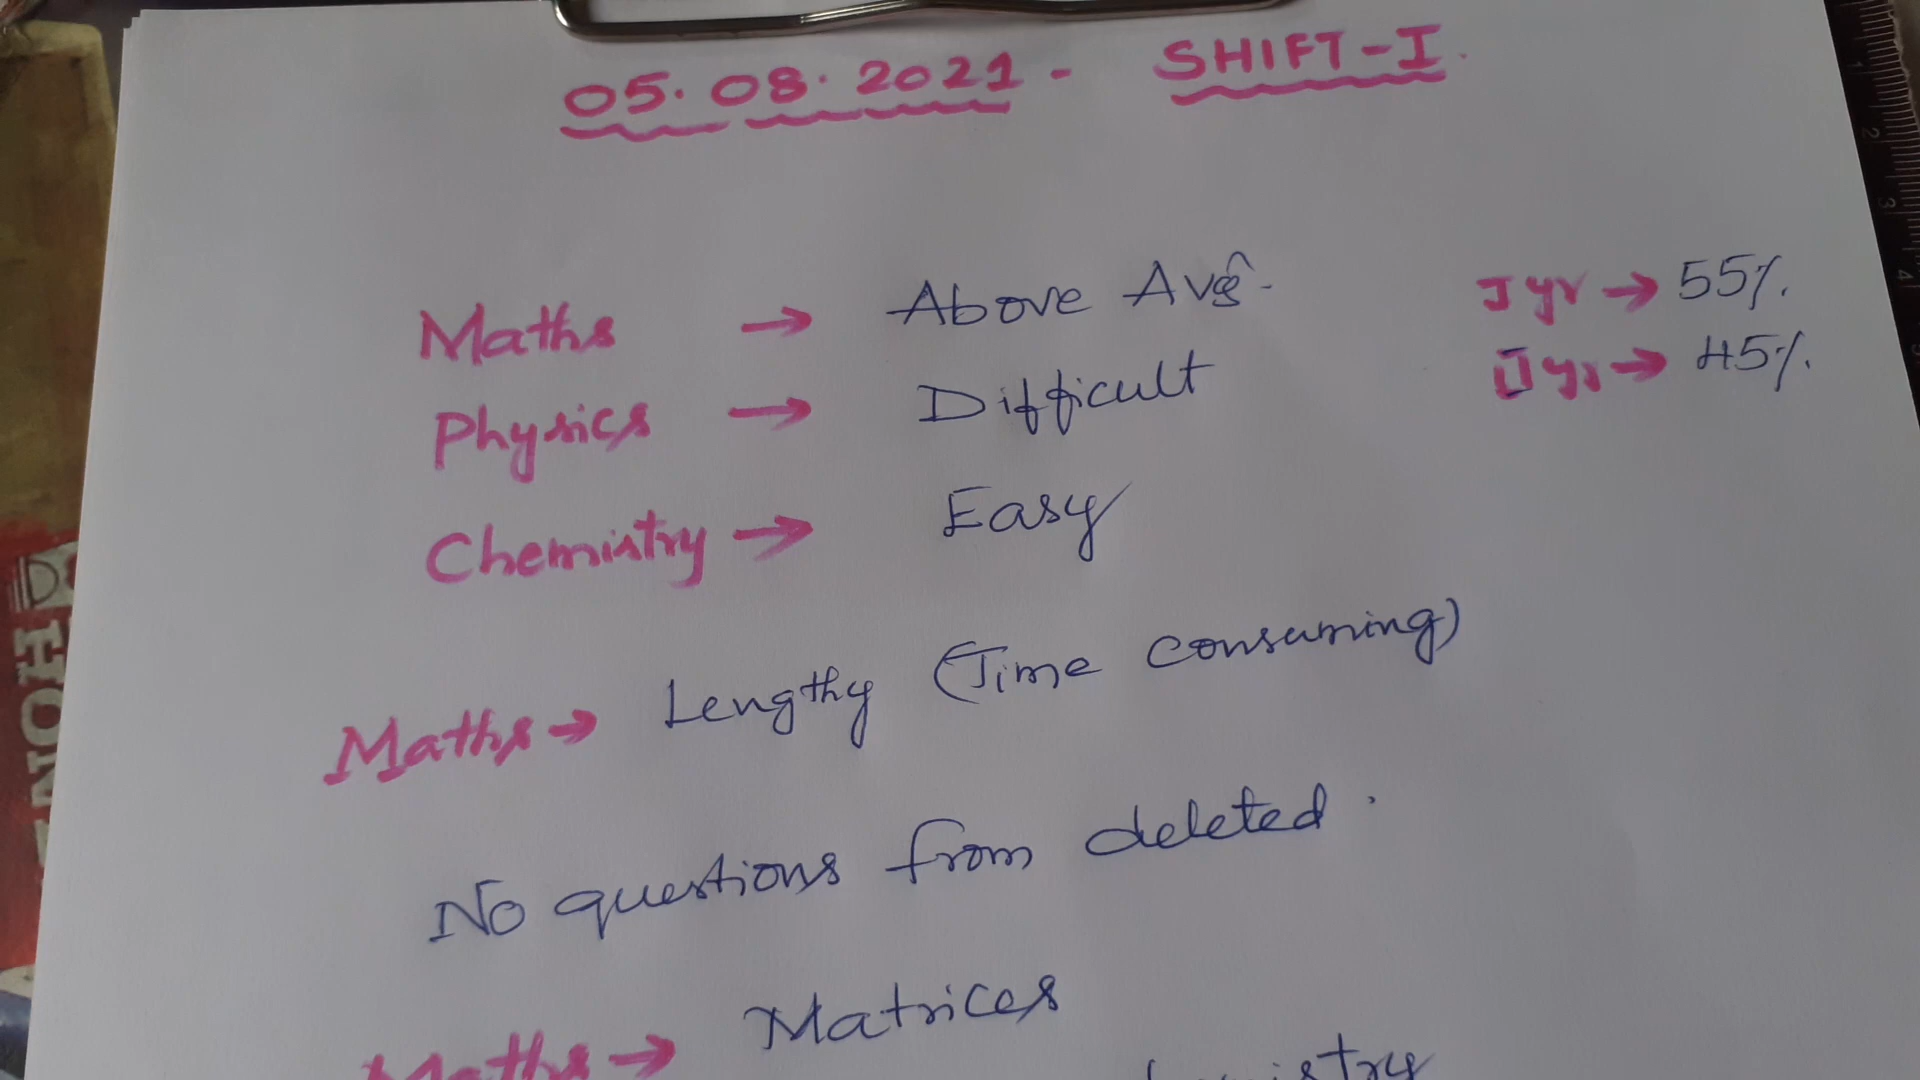 05.08.2021 - SHIFT-I.
Maths → Above Avg.
I yr → 55%.
Physics → Difficult
II yr → 45%.
Chemistry → Easy
Maths → Lengthy (Time consuming)
No questions from deleted.
Maths → Matrices